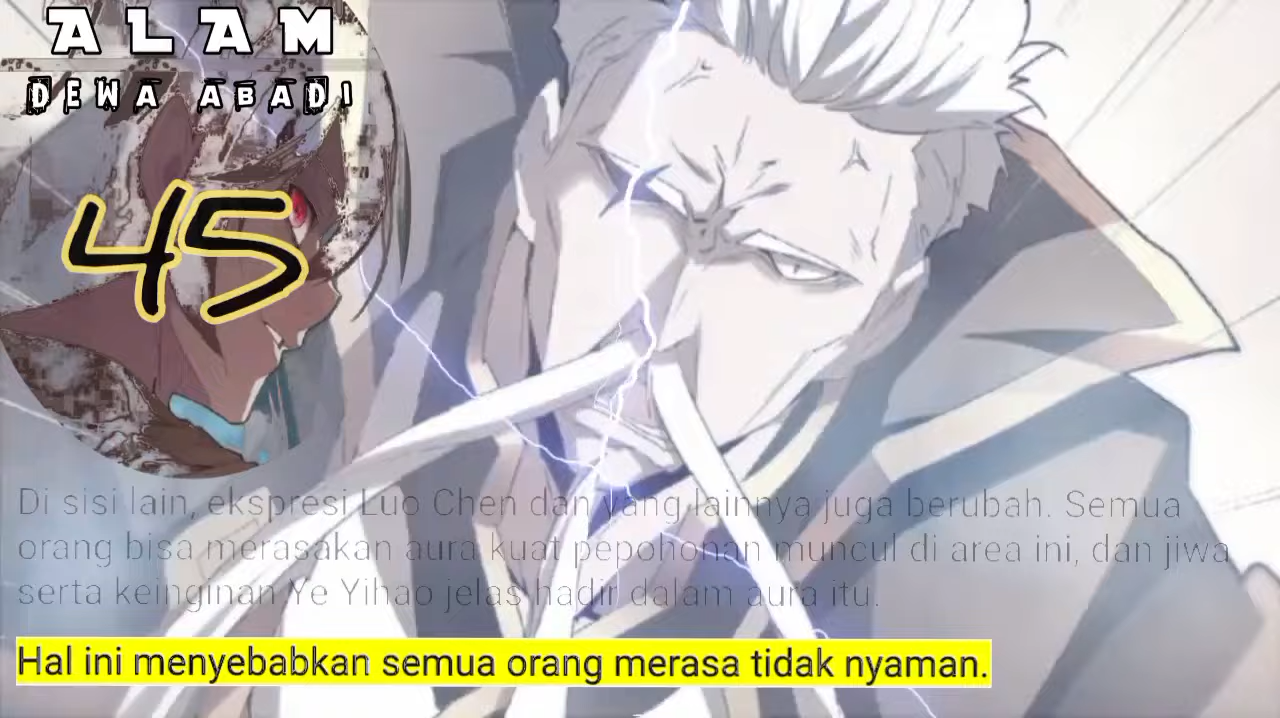 ALAM
DEWA ABADI
45
Di sisi lain, ekspresi Luo Chen dan yang lainnya juga berubah. Semua
orang bisa merasakan aura kuat pepohonan muncul di area ini, dan jiwa
serta keinginan Ye Yihao jelas hadir dalam aura itu.
Hal ini menyebabkan semua orang merasa tidak nyaman.